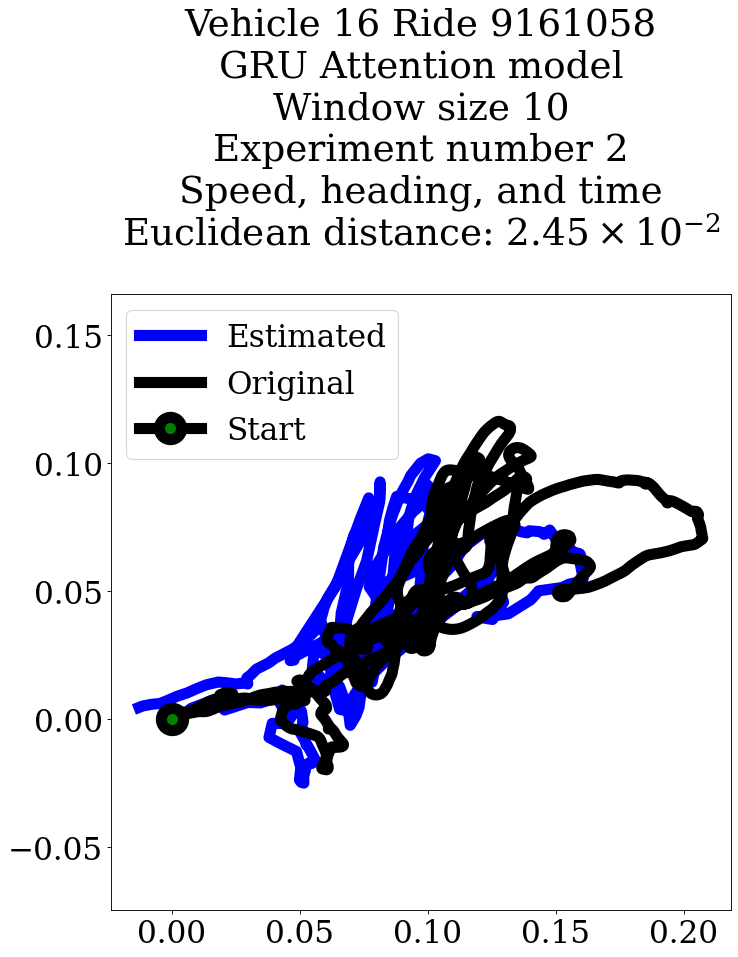 Vehicle 16 Ride 9161058
GRU Attention model
Window size 10
Experiment number 2
Speed, heading, and time
Euclidean distance: 2.45 × 10⁻²
Estimated
Original
Start
0.15
0.10
0.05
0.00
−0.05
0.00 0.05 0.10 0.15 0.20